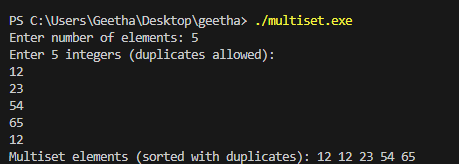 PS C:\Users\Geetha\Desktop\geetha> ./multiset.exe
Enter number of elements: 5
Enter 5 integers (duplicates allowed):
12
23
54
65
12
Multiset elements (sorted with duplicates): 12 12 23 54 65